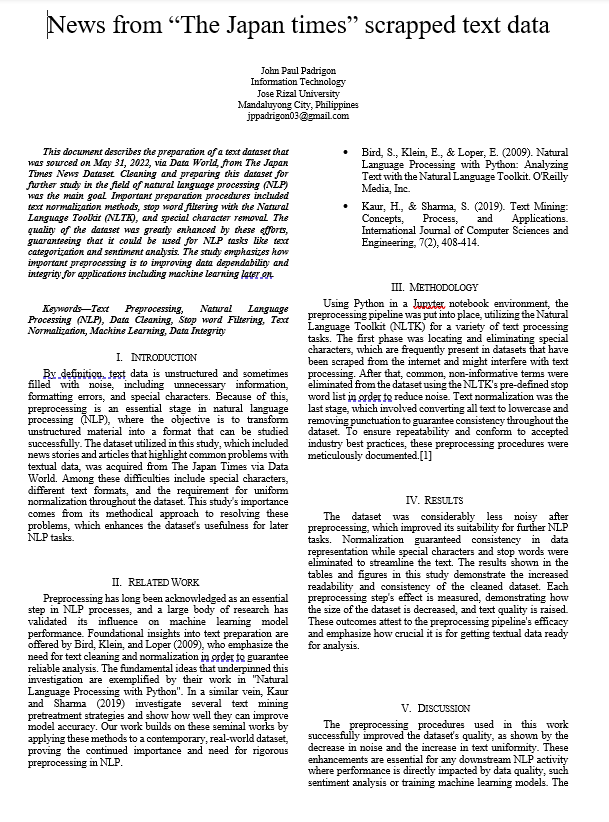 News from “The Japan times” scrapped text data
John Paul Padrigon
Information Technology
Jose Rizal University
Mandaluyong City, Philippines
jppadrigon03@gmail.com
This document describes the preparation of a text dataset that
was sourced on May 31, 2022, via Data World, from The Japan
Times News Dataset. Cleaning and preparing this dataset for
further study in the field of natural language processing (NLP)
was the main goal. Important preparation procedures included
text normalization methods, stop word filtering with the Natural
Language Toolkit (NLTK), and special character removal. The
quality of the dataset was greatly enhanced by these efforts,
guaranteeing that it could be used for NLP tasks like text
categorization and sentiment analysis. The study emphasizes how
important preprocessing is to improving data dependability and
integrity for applications including machine learning later on.
Keywords—Text Preprocessing, Natural Language
Processing (NLP), Data Cleaning, Stop word Filtering, Text
Normalization, Machine Learning, Data Integrity
I. INTRODUCTION
By definition, text data is unstructured and sometimes
filled with noise, including unnecessary information,
formatting errors, and special characters. Because of this,
preprocessing is an essential stage in natural language
processing (NLP), where the objective is to transform
unstructured material into a format that can be studied
successfully. The dataset utilized in this study, which included
news stories and articles that highlight common problems with
textual data, was acquired from The Japan Times via Data
World. Among these difficulties include special characters,
different text formats, and the requirement for uniform
normalization throughout the dataset. This study's importance
comes from its methodical approach to resolving these
problems, which enhances the dataset's usefulness for later
NLP tasks.
II. RELATED WORK
Preprocessing has long been acknowledged as an essential
step in NLP processes, and a large body of research has
validated its influence on machine learning model
performance. Foundational insights into text preparation are
offered by Bird, Klein, and Loper (2009), who emphasize the
need for text cleaning and normalization in order to guarantee
reliable analysis. The fundamental ideas that underpinned this
investigation are exemplified by their work in "Natural
Language Processing with Python". In a similar vein, Kaur
and Sharma (2019) investigate several text mining
pretreatment strategies and show how well they can improve
model accuracy. Our work builds on these seminal works by
applying these methods to a contemporary, real-world dataset,
proving the continued importance and need for rigorous
preprocessing in NLP.
• Bird, S., Klein, E., & Loper, E. (2009). Natural
Language Processing with Python: Analyzing
Text with the Natural Language Toolkit. O'Reilly
Media, Inc.
• Kaur, H., & Sharma, S. (2019). Text Mining:
Concepts, Process, and Applications.
International Journal of Computer Sciences and
Engineering, 7(2), 408-414.
III. METHODOLOGY
Using Python in a Jupyter notebook environment, the
preprocessing pipeline was put into place, utilizing the Natural
Language Toolkit (NLTK) for a variety of text processing
tasks. The first phase was locating and eliminating special
characters, which are frequently present in datasets that have
been scraped from the internet and might interfere with text
processing. After that, common, non-informative terms were
eliminated from the dataset using the NLTK's pre-defined stop
word list in order to reduce noise. Text normalization was the
last stage, which involved converting all text to lowercase and
removing punctuation to guarantee consistency throughout the
dataset. To ensure repeatability and conform to accepted
industry best practices, these preprocessing procedures were
meticulously documented.[1]
IV. RESULTS
The dataset was considerably less noisy after
preprocessing, which improved its suitability for further NLP
tasks. Normalization guaranteed consistency in data
representation while special characters and stop words were
eliminated to streamline the text. The results shown in the
tables and figures in this study demonstrate the increased
readability and consistency of the cleaned dataset. Each
preprocessing step's effect is measured, demonstrating how
the size of the dataset is decreased, and text quality is raised.
These outcomes attest to the preprocessing pipeline's efficacy
and emphasize how crucial it is for getting textual data ready
for analysis.
V. DISCUSSION
The preprocessing procedures used in this work
successfully improved the dataset's quality, as shown by the
decrease in noise and the increase in text uniformity. These
enhancements are essential for any downstream NLP activity
where performance is directly impacted by data quality, such
sentiment analysis or training machine learning models. The